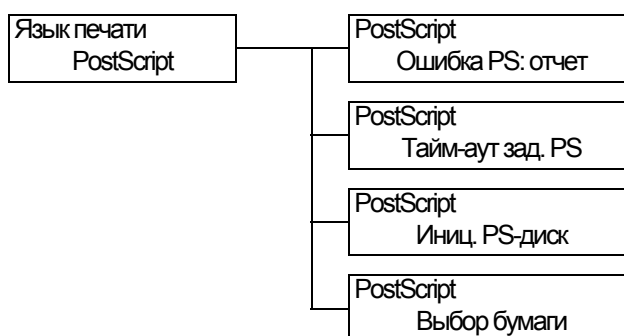 Язык печати
PostScript
PostScript
Ошибка PS: отчет
PostScript
Тайм-аут зад. PS
PostScript
Иниц. PS-диск
PostScript
Выбор бумаги